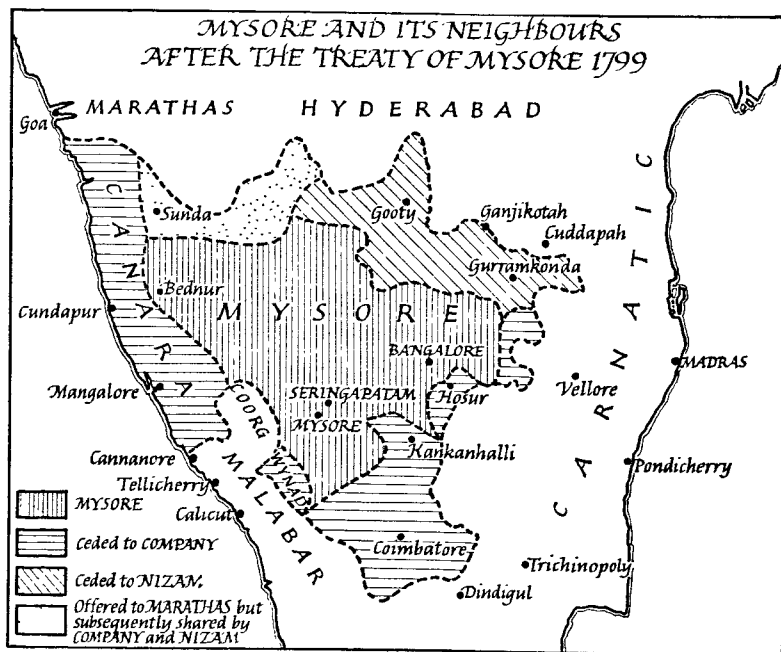 MYSORE AND ITS NEIGHBOURS
AFTER THE TREATY OF MYSORE 1799
MARATHAS HYDERABAD
Goa
CANARA
Sunda
Gooty
Ganjikotah
Cuddapah
Gurramkonda
CARNATIC
Bednur
MYSORE
Cundapur
BANGALORE
MADRAS
Mangalore
COORG
SERINGAPATAM
Hosur
Vellore
MYSORE
Kankanhalli
Cannanore
WYNAD
Pondicherry
Tellicherry
MALABAR
Calicut
Coimbatore
Trichinopoly
Dindigul
MYSORE
Ceded to COMPANY
Ceded to NIZAM.
Offered to MARATHAS but
subsequently shared by
COMPANY and NIZAM